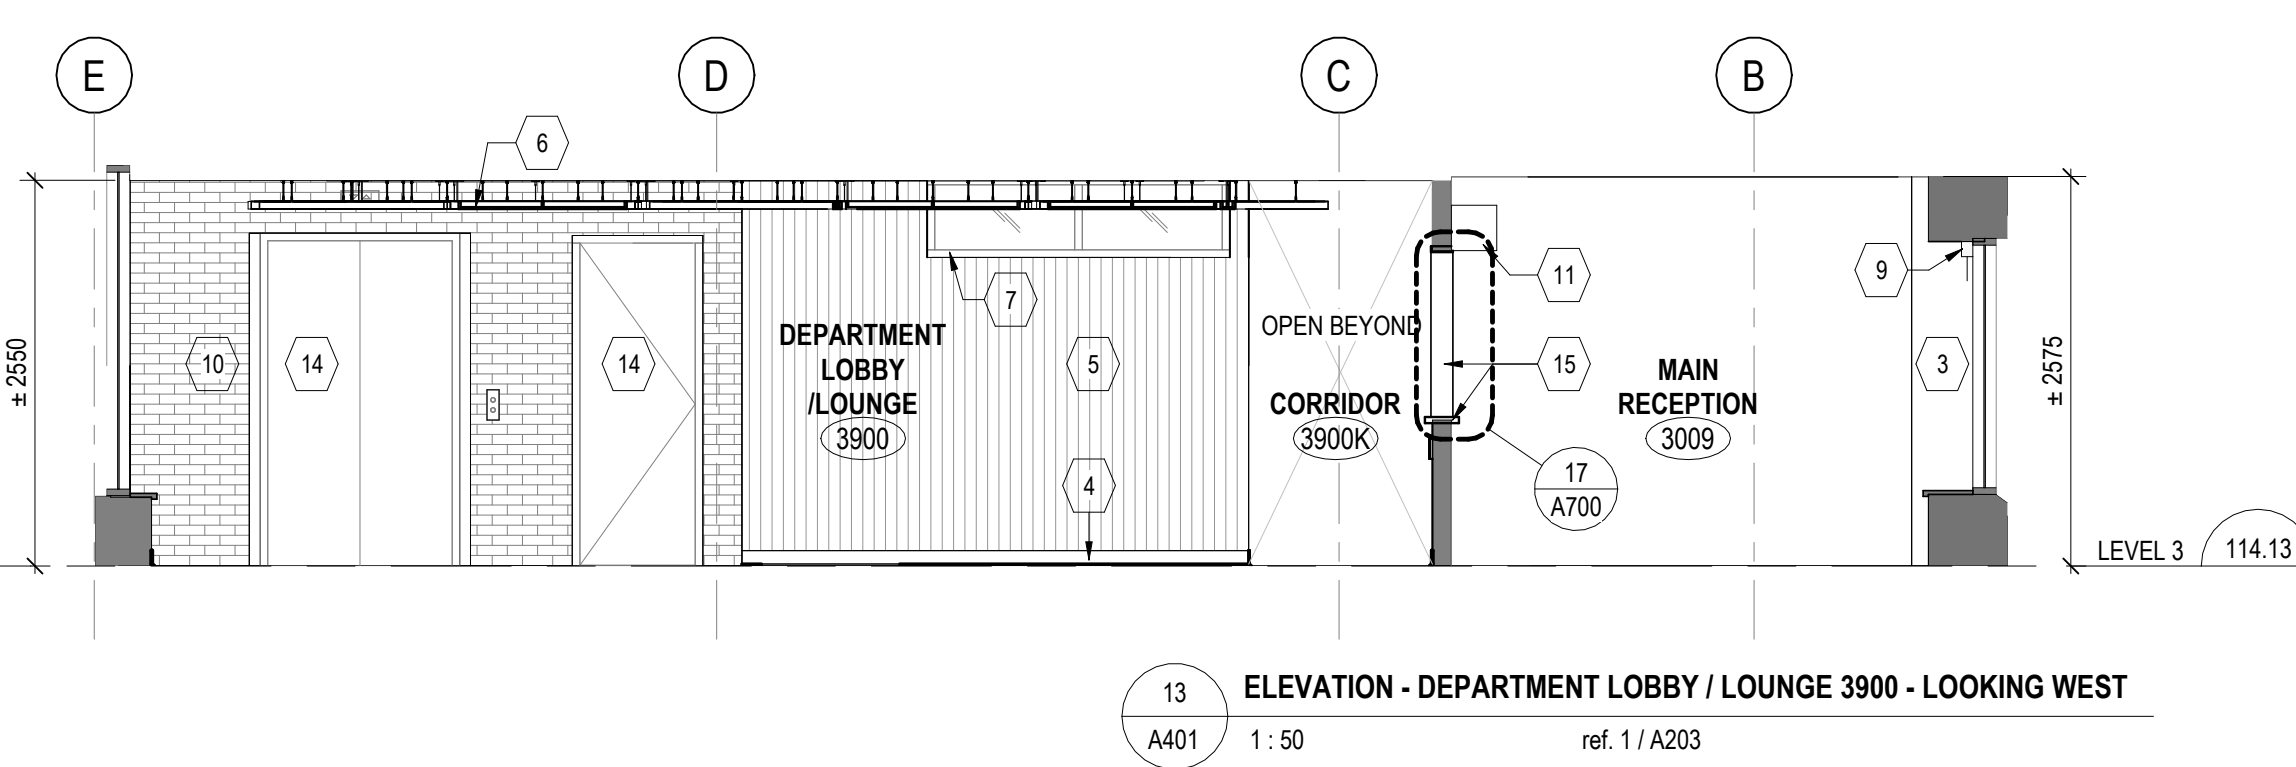 E
D
C
B
6
7
11
9
± 2550
10
14
14
DEPARTMENT
LOBBY
/LOUNGE
3900
5
4
OPEN BEYOND
CORRIDOR
3900K
15
17
A700
MAIN
RECEPTION
3009
3
± 2575
LEVEL 3
114.13
13
A401
ELEVATION - DEPARTMENT LOBBY / LOUNGE 3900 - LOOKING WEST
1 : 50
ref. 1 / A203